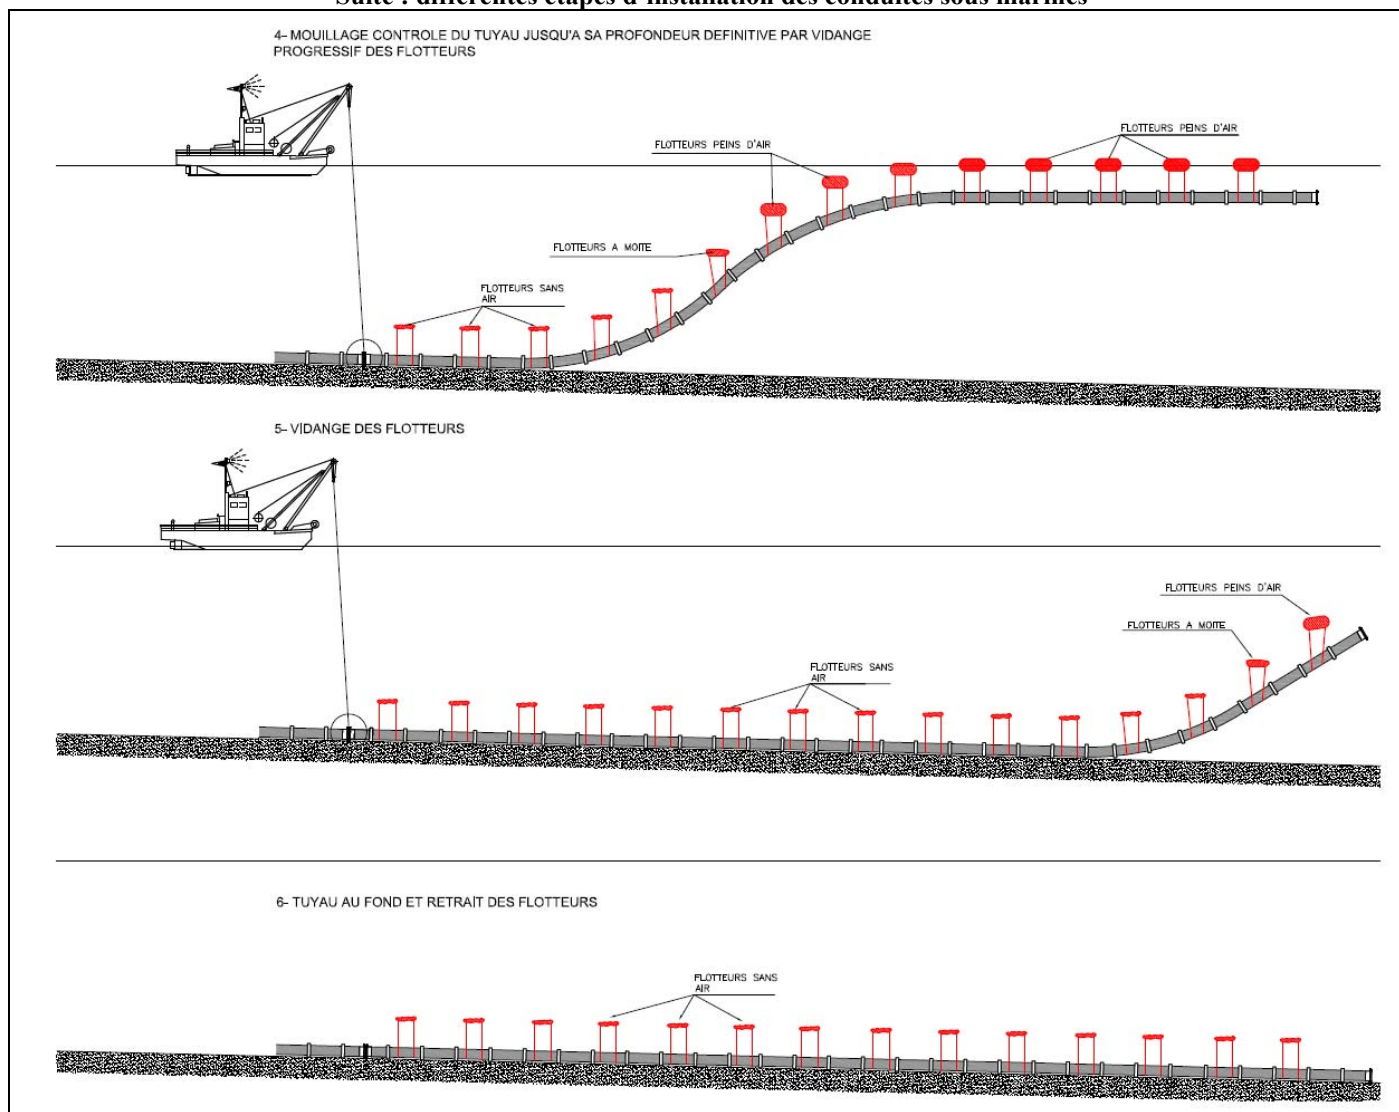 Suite : différentes étapes d'installation des conduites sous marines
4- MOUILLAGE CONTROLE DU TUYAU JUSQU'A SA PROFONDEUR DEFINITIVE PAR VIDANGE
PROGRESSIF DES FLOTTEURS
FLOTTEURS PEINS D'AIR
FLOTTEURS PEINS D'AIR
FLOTTEURS A MOITE
FLOTTEURS SANS
AIR
5- VIDANGE DES FLOTTEURS
FLOTTEURS PEINS D'AIR
FLOTTEURS A MOITE
FLOTTEURS SANS
AIR
6- TUYAU AU FOND ET RETRAIT DES FLOTTEURS
FLOTTEURS SANS
AIR